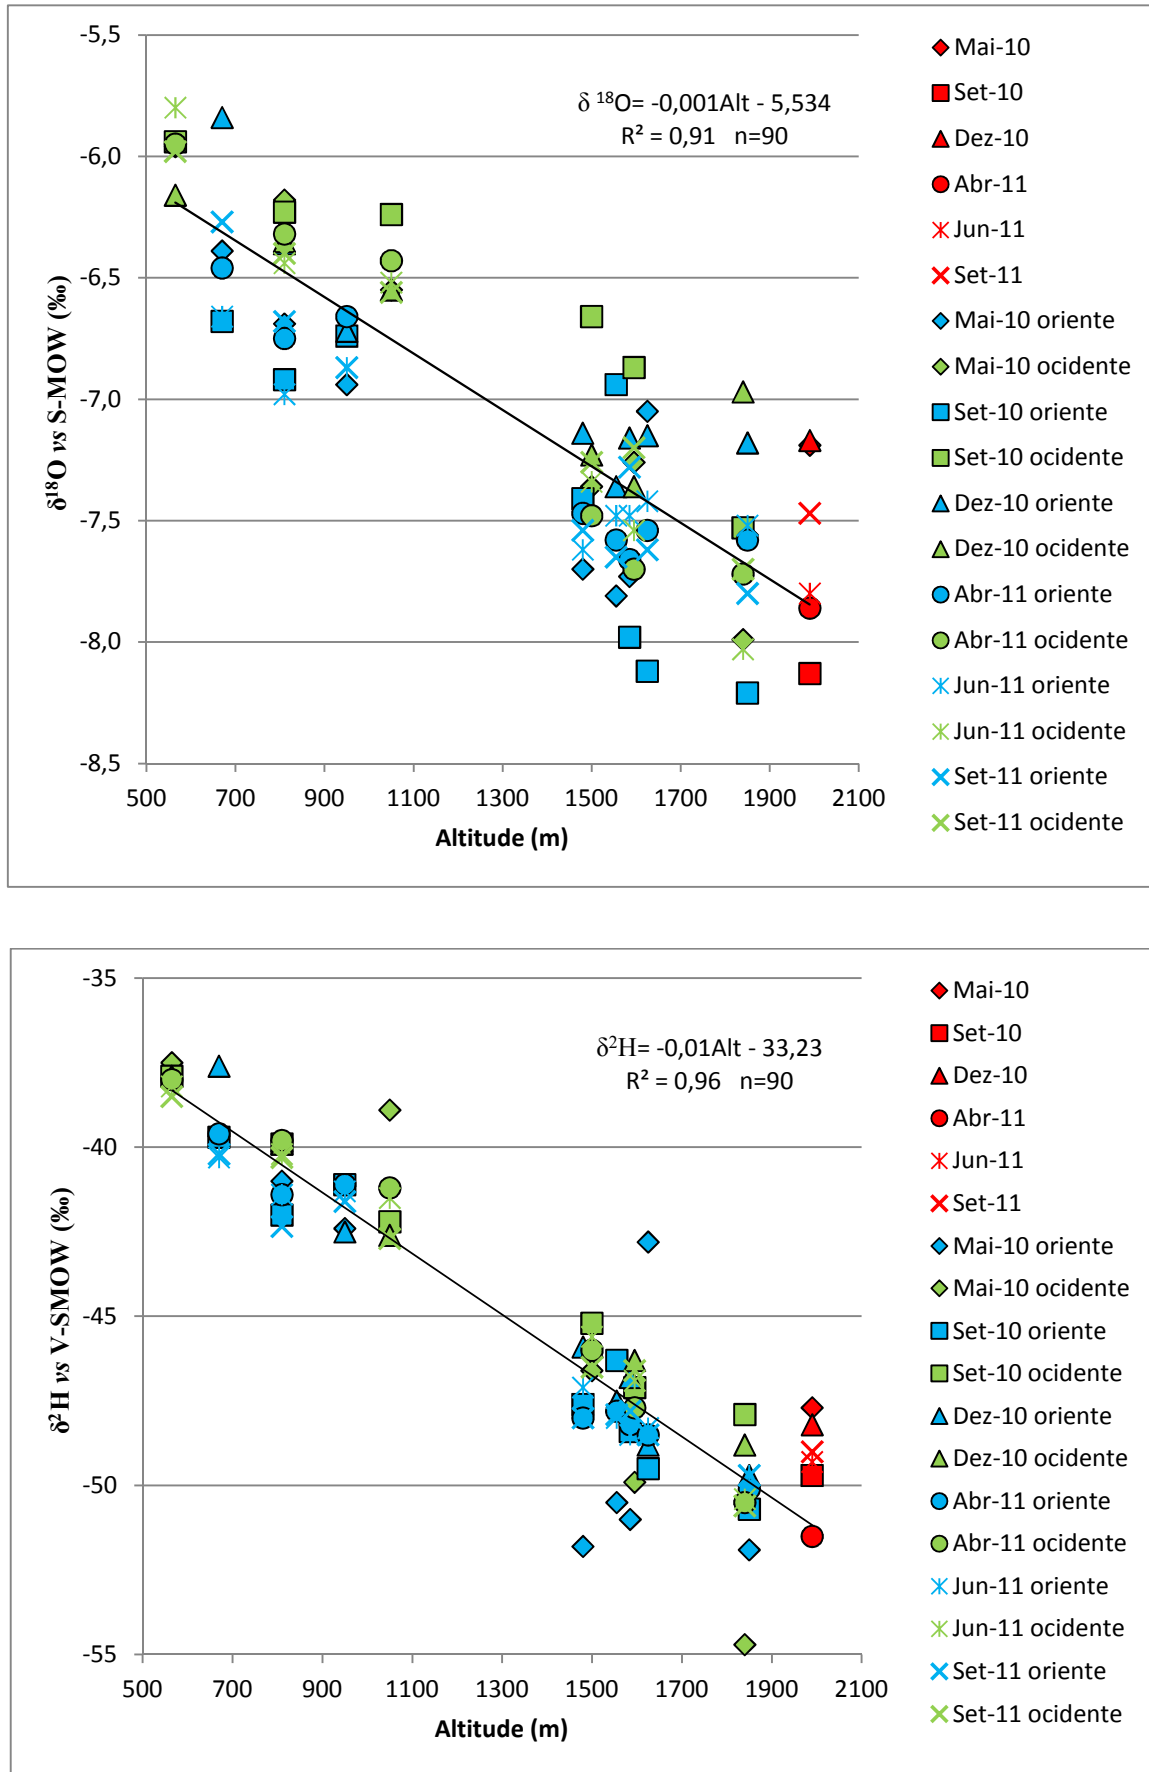 δ¹⁸O vs S-MOW (‰)
-5,5
-6,0
-6,5
-7,0
-7,5
-8,0
-8,5
δ ¹⁸O= -0,001Alt - 5,534
R² = 0,91 n=90
500 700 900 1100 1300 1500 1700 1900 2100
Altitude (m)
Mai-10
Set-10
Dez-10
Abr-11
Jun-11
Set-11
Mai-10 oriente
Mai-10 ocidente
Set-10 oriente
Set-10 ocidente
Dez-10 oriente
Dez-10 ocidente
Abr-11 oriente
Abr-11 ocidente
Jun-11 oriente
Jun-11 ocidente
Set-11 oriente
Set-11 ocidente
δ²H vs V-SMOW (‰)
-35
-40
-45
-50
-55
δ²H= -0,01Alt - 33,23
R² = 0,96 n=90
500 700 900 1100 1300 1500 1700 1900 2100
Altitude (m)
Mai-10
Set-10
Dez-10
Abr-11
Jun-11
Set-11
Mai-10 oriente
Mai-10 ocidente
Set-10 oriente
Set-10 ocidente
Dez-10 oriente
Dez-10 ocidente
Abr-11 oriente
Abr-11 ocidente
Jun-11 oriente
Jun-11 ocidente
Set-11 oriente
Set-11 ocidente